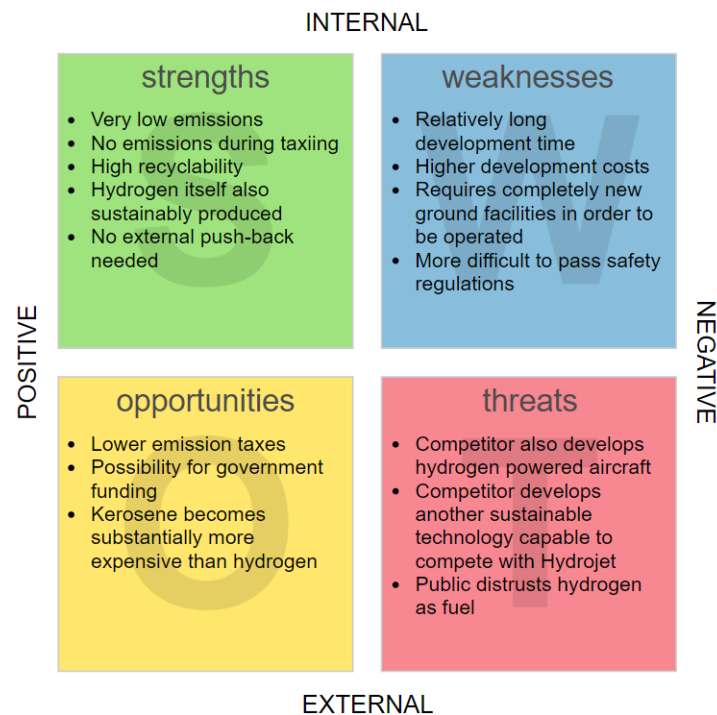 INTERNAL
strengths
• Very low emissions
• No emissions during taxiing
• High recyclability
• Hydrogen itself also
sustainably produced
• No external push-back
needed
S
weaknesses
• Relatively long
development time
• Higher development costs
• Requires completely new
ground facilities in order to
be operated
• More difficult to pass safety
regulations
W
POSITIVE
NEGATIVE
opportunities
• Lower emission taxes
• Possibility for government
funding
• Kerosene becomes
substantially more
expensive than hydrogen
O
threats
• Competitor also develops
hydrogen powered aircraft
• Competitor develops
another sustainable
technology capable to
compete with Hydrojet
• Public distrusts hydrogen
as fuel
T
EXTERNAL